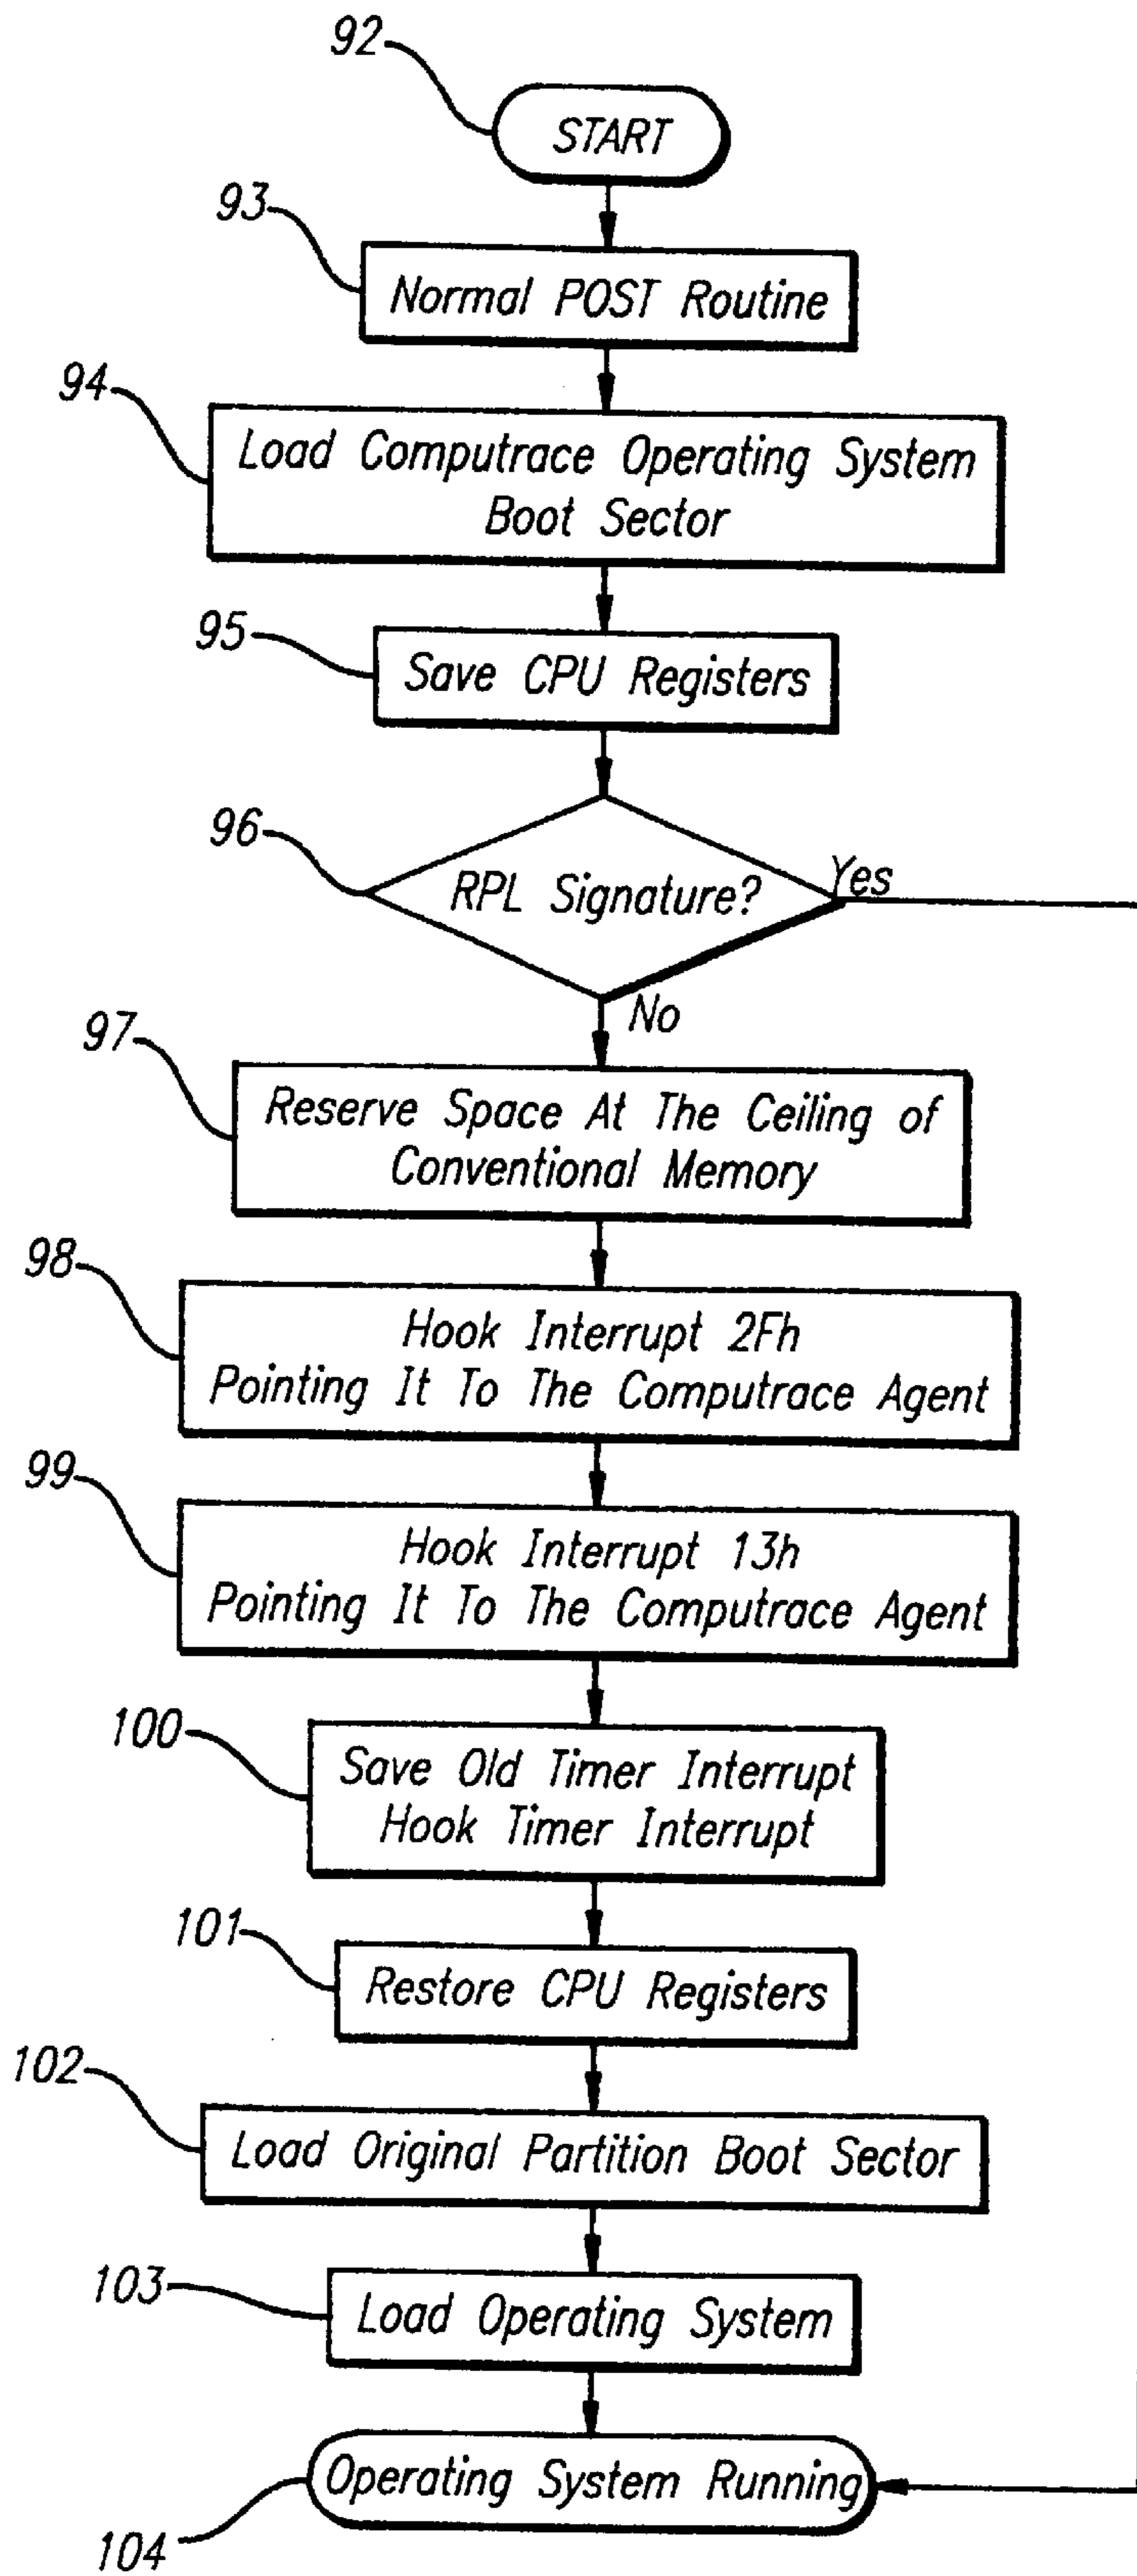 92
START
93
Normal POST Routine
94
Load Computrace Operating System
Boot Sector
95
Save CPU Registers
96
RPL Signature?
Yes
No
97
Reserve Space At The Ceiling of
Conventional Memory
98
Hook Interrupt 2Fh
Pointing It To The Computrace Agent
99
Hook Interrupt 13h
Pointing It To The Computrace Agent
100
Save Old Timer Interrupt
Hook Timer Interrupt
101
Restore CPU Registers
102
Load Original Partition Boot Sector
103
Load Operating System
Operating System Running
104